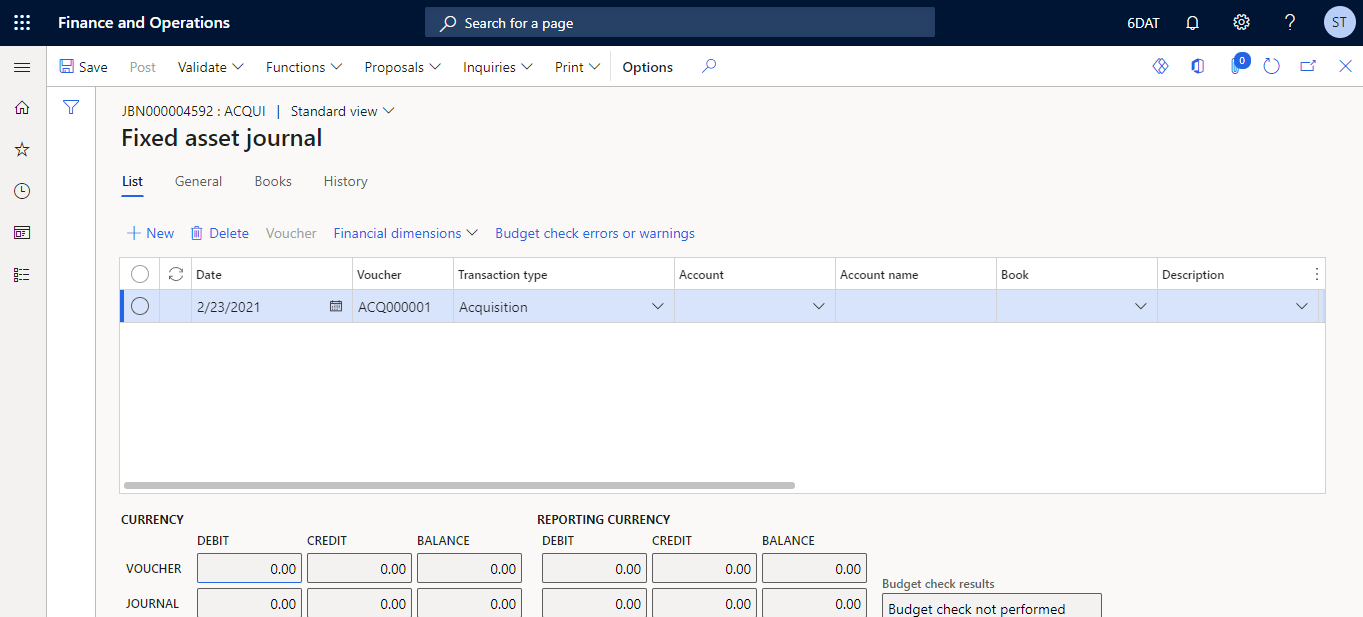 Finance and Operations Search for a page 6DAT ST
Save Post Validate Functions Proposals Inquiries Print Options 0
JBN000004592 : ACQUI | Standard view
Fixed asset journal
List General Books History
New Delete Voucher Financial dimensions Budget check errors or warnings
Date Voucher Transaction type Account Account name Book Description
2/23/2021 ACQ000001 Acquisition
CURRENCY REPORTING CURRENCY
DEBIT CREDIT BALANCE DEBIT CREDIT BALANCE
VOUCHER 0.00 0.00 0.00 0.00 0.00 0.00
Budget check results
JOURNAL 0.00 0.00 0.00 0.00 0.00 0.00
Budget check not performed